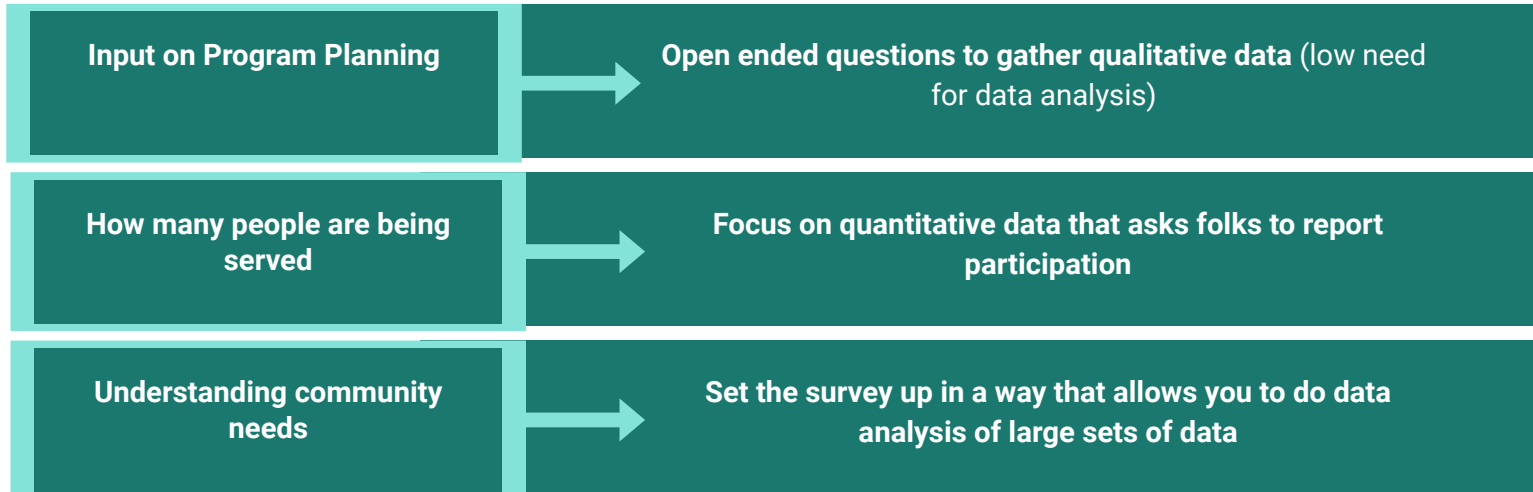 Input on Program Planning
Open ended questions to gather qualitative data (low need
for data analysis)
How many people are being
served
Focus on quantitative data that asks folks to report
participation
Understanding community
needs
Set the survey up in a way that allows you to do data
analysis of large sets of data